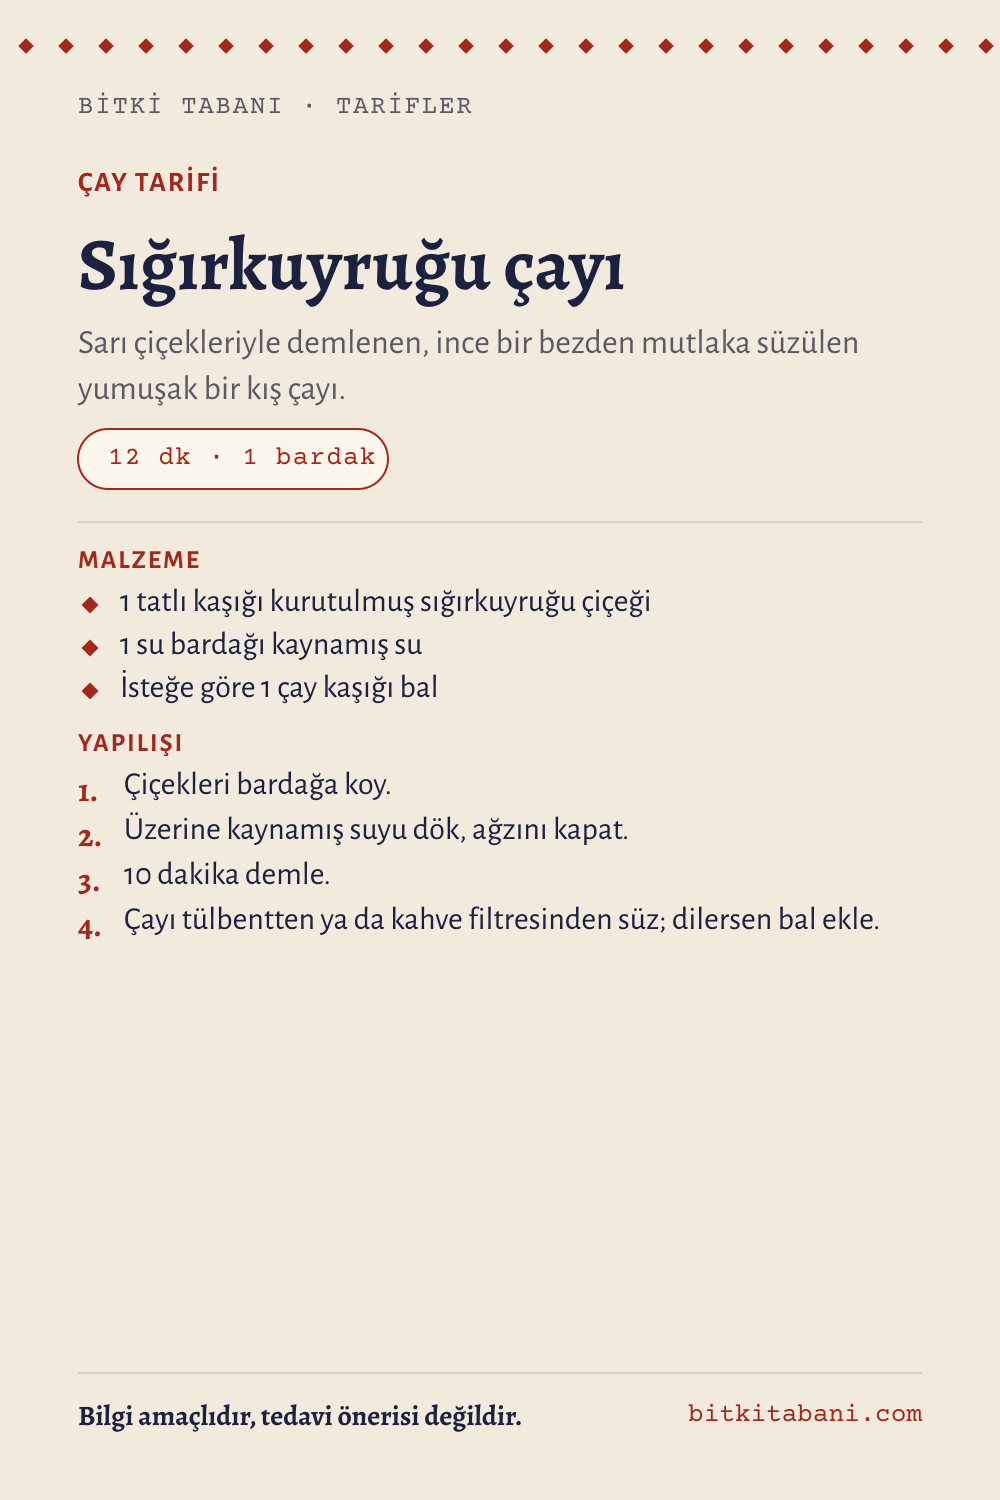 BİTKİ TABANI · TARİFLER
ÇAY TARİFİ
Sığırkuyruğu çayı
Sarı çiçekleriyle demlenen, ince bir bezden mutlaka süzülen
yumuşak bir kış çayı.
12 dk · 1 bardak
MALZEME
◆ 1 tatlı kaşığı kurutulmuş sığırkuyruğu çiçeği
◆ 1 su bardağı kaynamış su
◆ İsteğe göre 1 çay kaşığı bal
YAPILIŞI
1. Çiçekleri bardağa koy.
2. Üzerine kaynamış suyu dök, ağzını kapat.
3. 10 dakika demle.
4. Çayı tülbentten ya da kahve filtresinden süz; dilersen bal ekle.
Bilgi amaçlıdır, tedavi önerisi değildir.
bitkitabani.com